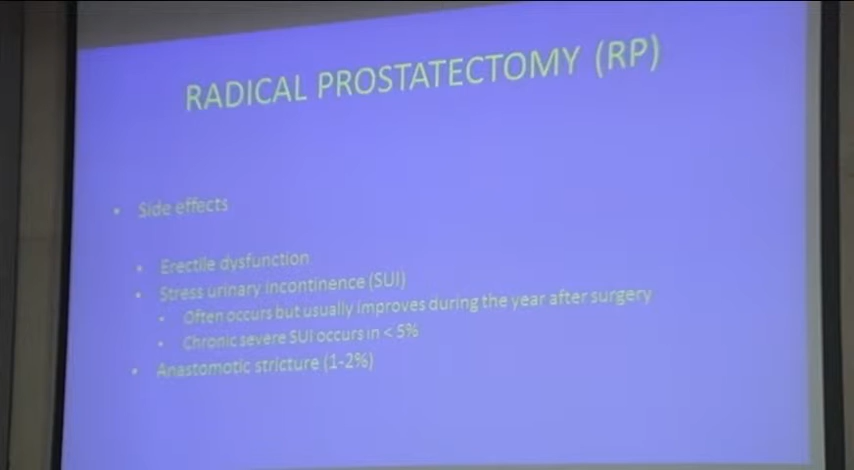 RADICAL PROSTATECTOMY (RP)
• Side effects
• Erectile dysfunction
• Stress urinary incontinence (SUI)
• Often occurs but usually improves during the year after surgery
• Chronic severe SUI occurs in < 5%
• Anastomotic stricture (1-2%)